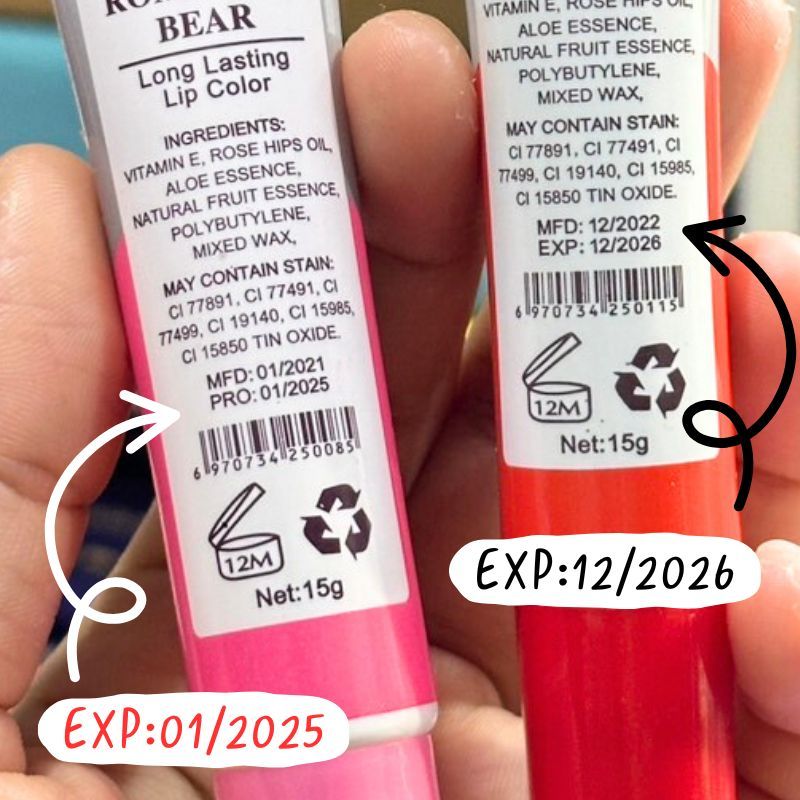 BEAR
Long Lasting
Lip Color
INGREDIENTS:
VITAMIN E, ROSE HIPS OIL,
ALOE ESSENCE,
NATURAL FRUIT ESSENCE,
POLYBUTYLENE,
MIXED WAX,
MAY CONTAIN STAIN:
CI 77891, CI 77491, CI
77499, CI 19140, CI 15985,
CI 15850 TIN OXIDE.
MFD: 01/2021
PRO: 01/2025
6 970734 250085
12M
Net:15g
EXP:01/2025
VITAMIN E, ROSE HIPS OIL,
ALOE ESSENCE,
NATURAL FRUIT ESSENCE,
POLYBUTYLENE,
MIXED WAX,
MAY CONTAIN STAIN:
CI 77891, CI 77491, CI
77499, CI 19140, CI 15985,
CI 15850 TIN OXIDE.
MFD: 12/2022
EXP: 12/2026
6 970734 250115
12M
Net:15g
EXP:12/2026